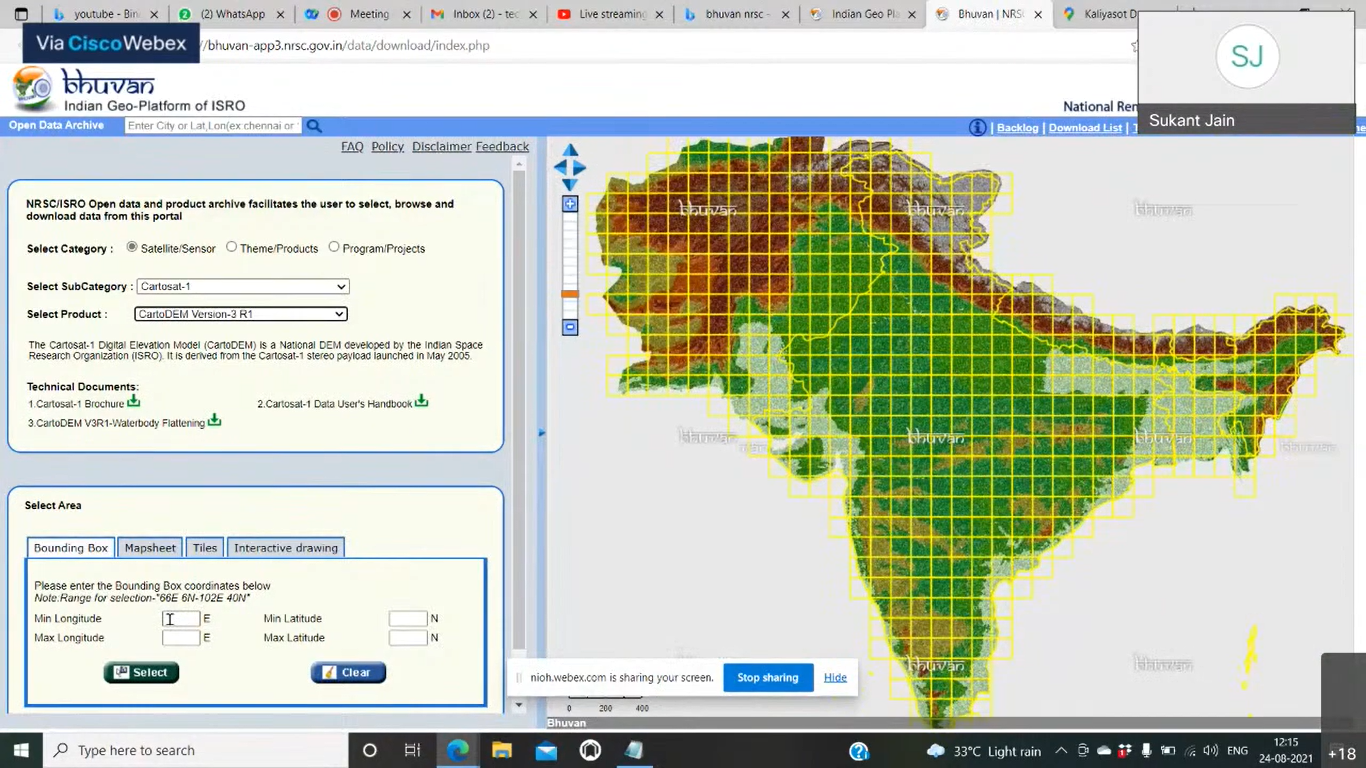 youtube - Bin
(2) WhatsApp
Meeting
Inbox (2) - te
Live streaming
bhuvan nrsc -
Indian Geo Pl
Bhuvan | NRS
Kaliyasot D
Via Cisco Webex
//bhuvan-app3.nrsc.gov.in/data/download/index.php
bhuvan
Indian Geo-Platform of ISRO
National Ren
SJ
Sukant Jain
Open Data Archive
Enter City or Lat,Lon(ex:chennai or
Backlog
Download List
FAQ Policy Disclaimer Feedback
NRSC/ISRO Open data and product archive facilitates the user to select, browse and
download data from this portal
Select Category : Satellite/Sensor Theme/Products Program/Projects
Select SubCategory : Cartosat-1
Select Product : CartoDEM Version-3 R1
The Cartosat-1 Digital Elevation Model (CartoDEM) is a National DEM developed by the Indian Space
Research Organization (ISRO). It is derived from the Cartosat-1 stereo payload launched in May 2005.
Technical Documents:
1.Cartosat-1 Brochure
2.Cartosat-1 Data User's Handbook
3.CartoDEM V3R1-Waterbody Flattening
Select Area
Bounding Box
Mapsheet
Tiles
Interactive drawing
Please enter the Bounding Box coordinates below
Note:Range for selection-"66E 6N-102E 40N"
Min Longitude E Min Latitude N
Max Longitude E Max Latitude N
Select
Clear
bhuvan
bhuvan
bhuvan
bhuvan
bhuvan
bhuvan
bhuvan
bhuvan
bhuvan
nioh.webex.com is sharing your screen.
Stop sharing
Hide
0 200 400
Bhuvan
Type here to search
33°C Light rain
ENG
12:15
24-08-2021
+18